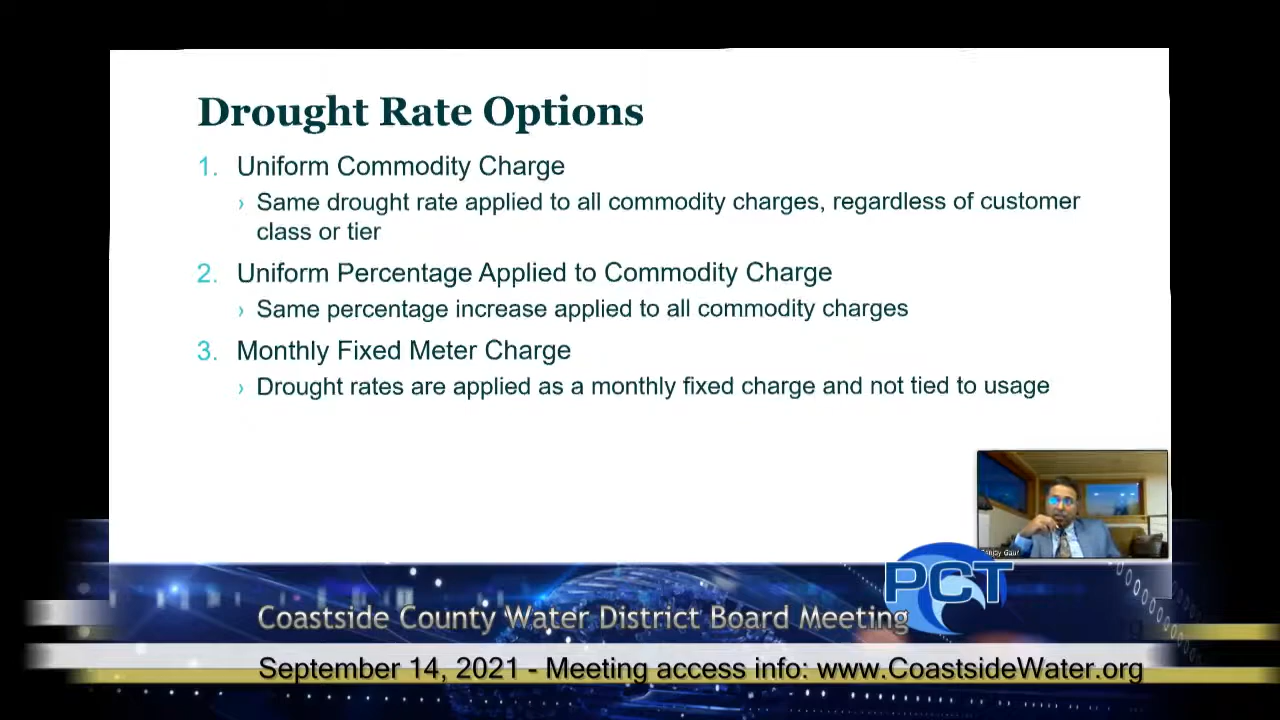 Drought Rate Options
1. Uniform Commodity Charge
› Same drought rate applied to all commodity charges, regardless of customer
class or tier
2. Uniform Percentage Applied to Commodity Charge
› Same percentage increase applied to all commodity charges
3. Monthly Fixed Meter Charge
› Drought rates are applied as a monthly fixed charge and not tied to usage
Sanjay Gaur
PCT
Coastside County Water District Board Meeting
September 14, 2021 - Meeting access info: www.CoastsideWater.org